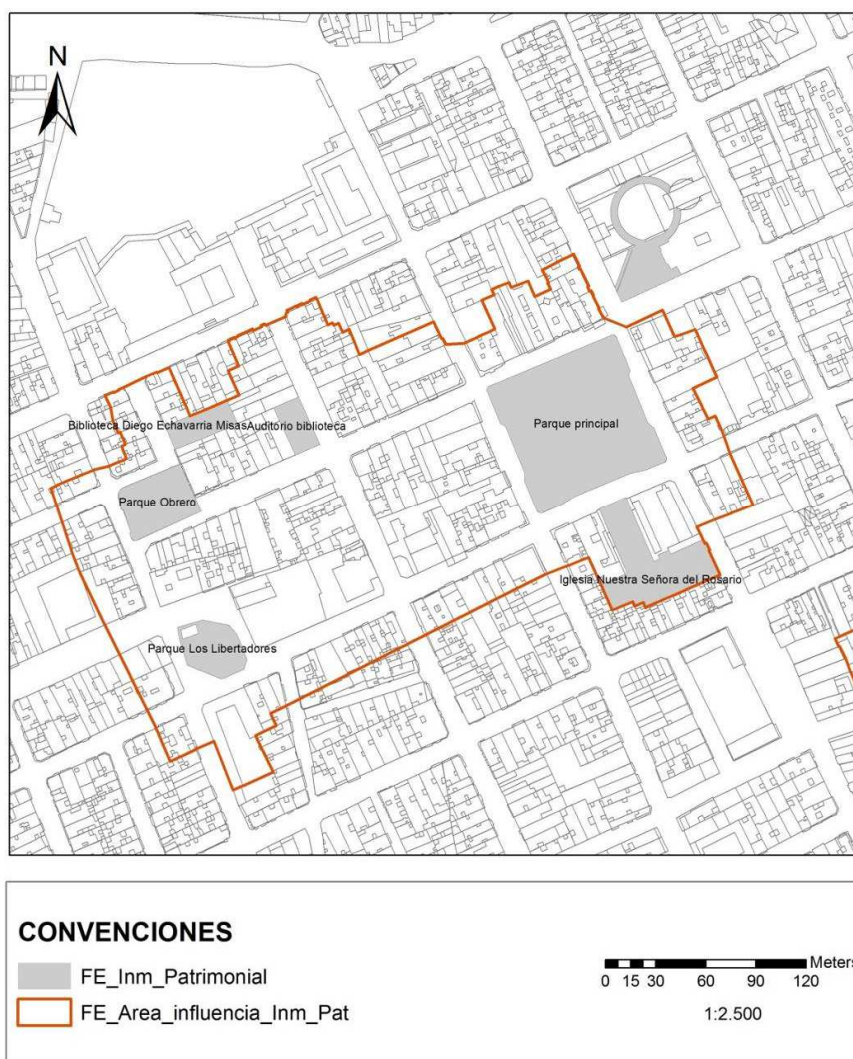 N
Biblioteca Diego Echavarria Misas
Auditorio biblioteca
Parque principal
Parque Obrero
Iglesia Nuestra Señora del Rosario
Parque Los Libertadores
CONVENCIONES
FE_Inm_Patrimonial
FE_Area_influencia_Inm_Pat
Meters
0 15 30 60 90 120
1:2.500